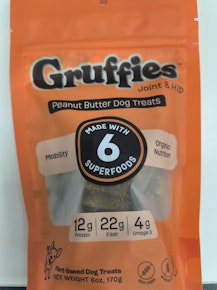 Gruffies
Joint & Hip
Peanut Butter Dog Treats
MADE WITH
6
SUPERFOODS
Mobility
Organic
Nutrition
12g
Protein
22g
Fiber
4g
Omega 3
Plant-Based Dog Treats
NET WEIGHT 6oz, 170g